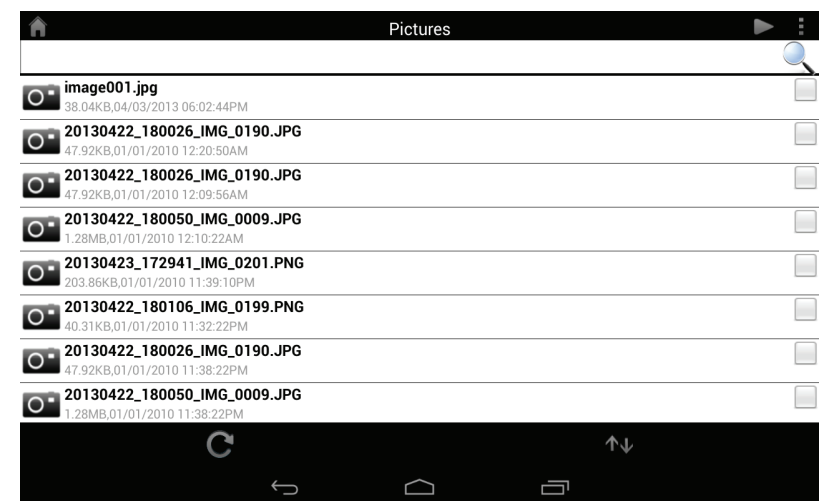 Pictures
image001.jpg
38.04KB,04/03/2013 06:02:44PM
20130422_180026_IMG_0190.JPG
47.92KB,01/01/2010 12:20:50AM
20130422_180026_IMG_0190.JPG
47.92KB,01/01/2010 12:09:56AM
20130422_180050_IMG_0009.JPG
1.28MB,01/01/2010 12:10:22AM
20130423_172941_IMG_0201.PNG
203.86KB,01/01/2010 11:39:10PM
20130422_180106_IMG_0199.PNG
40.31KB,01/01/2010 11:32:22PM
20130422_180026_IMG_0190.JPG
47.92KB,01/01/2010 11:38:22PM
20130422_180050_IMG_0009.JPG
1.28MB,01/01/2010 11:38:22PM